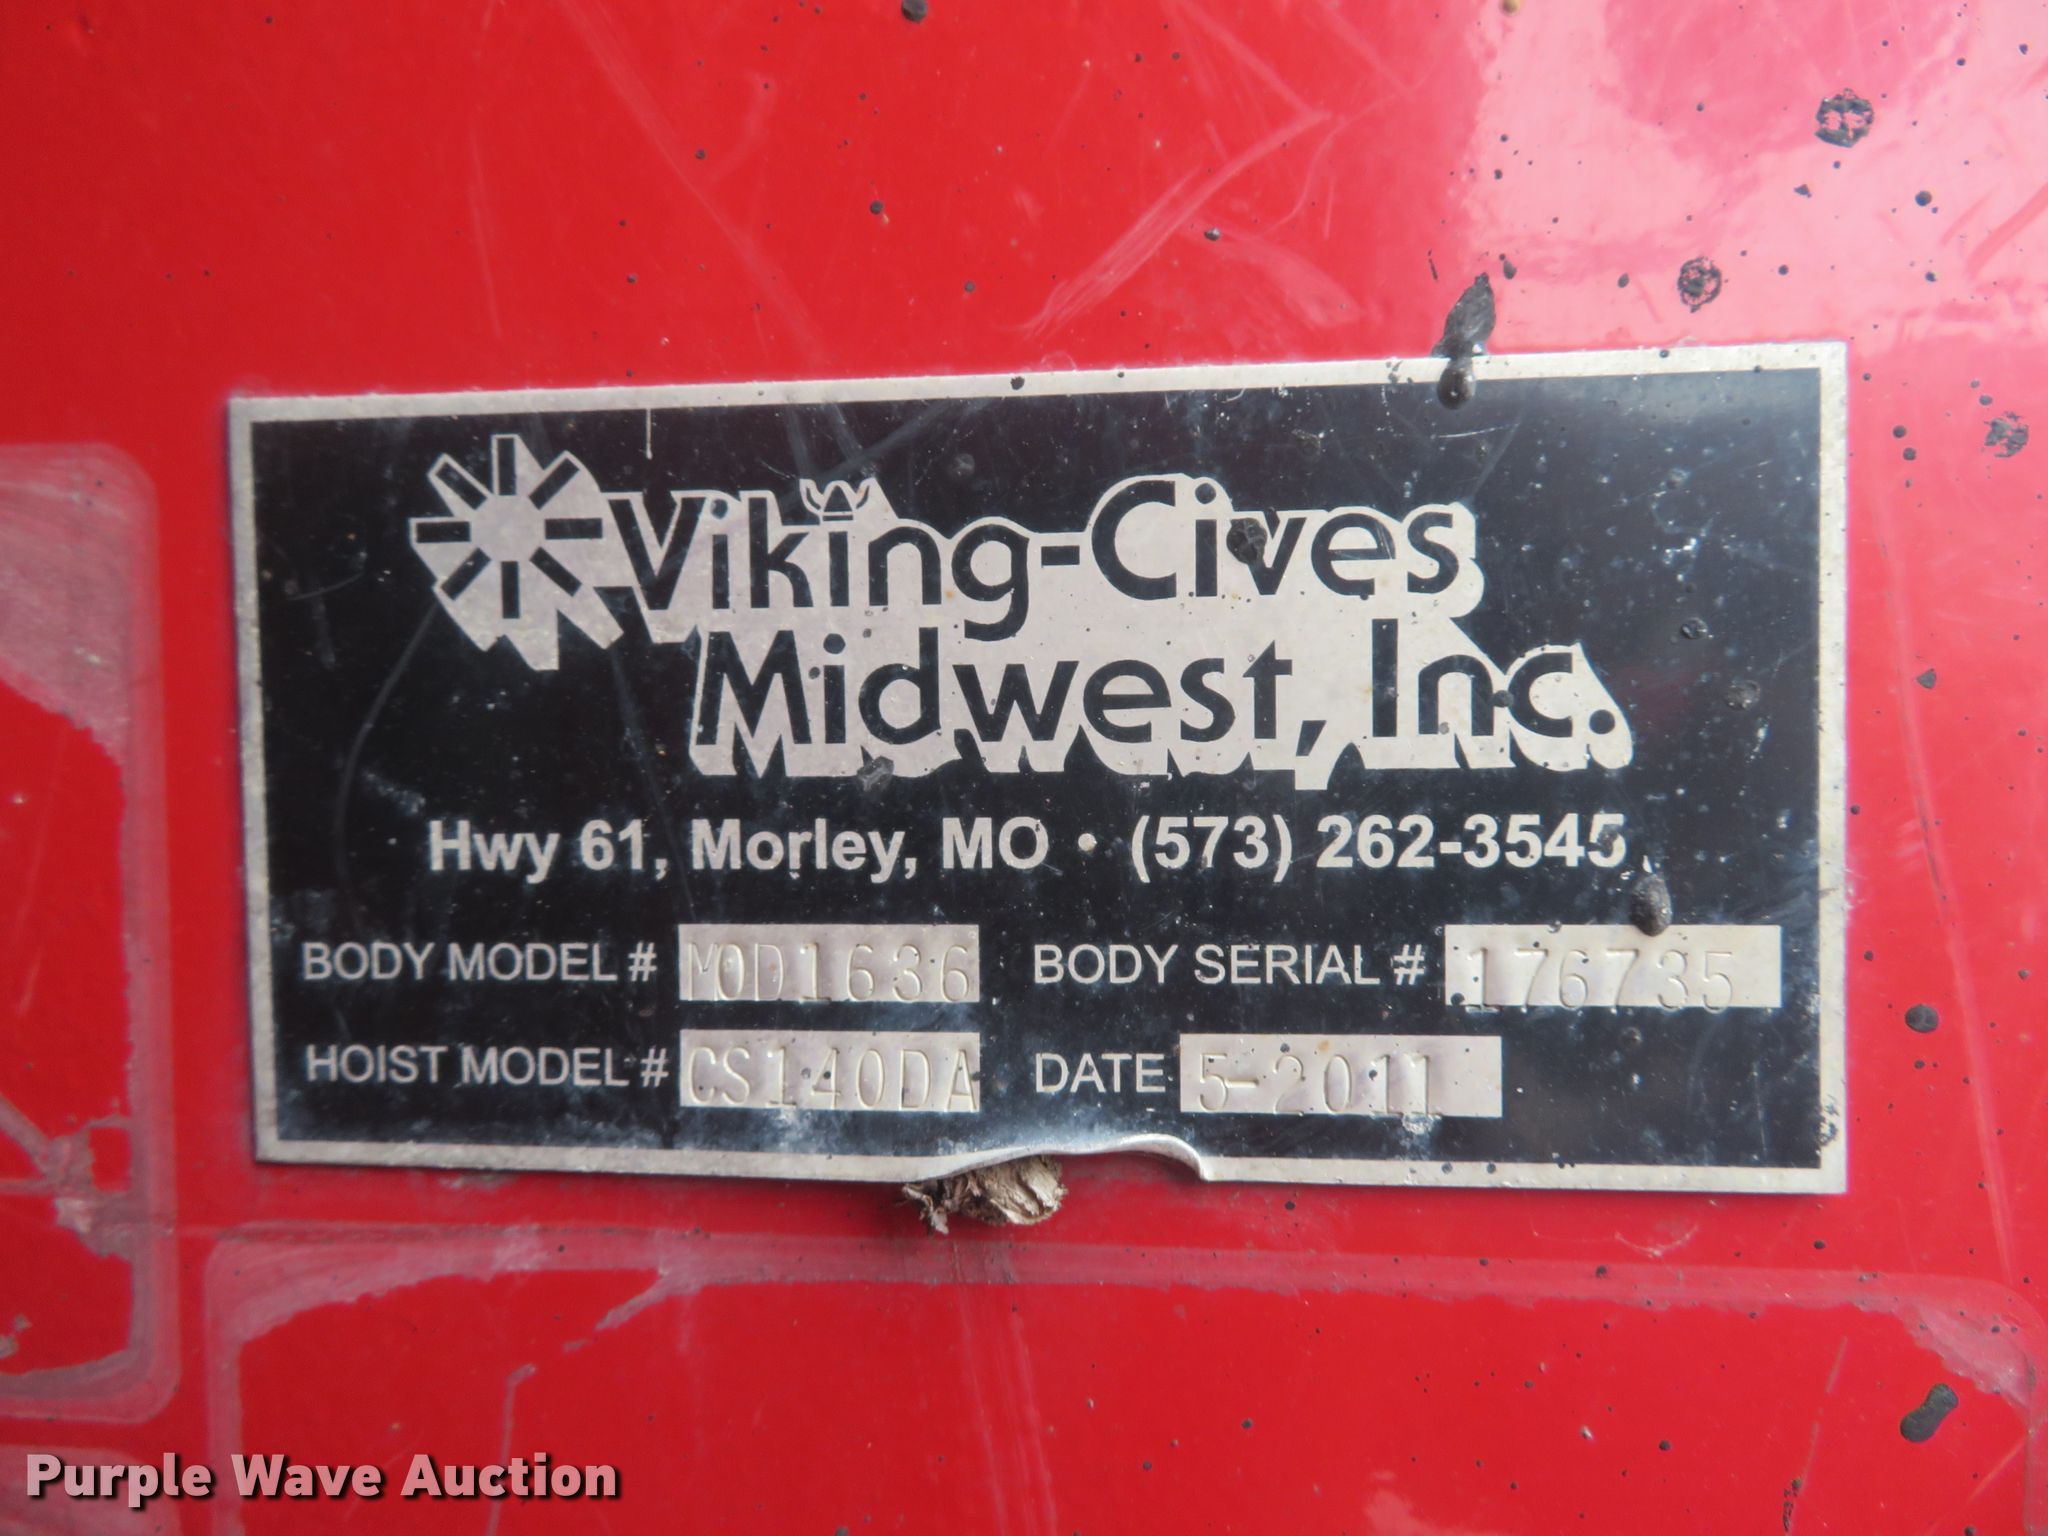 Viking-Cives
Midwest, Inc.
Hwy 61, Morley, MO • (573) 262-3545
BODY MODEL # MOD1636 BODY SERIAL # 176735
HOIST MODEL # CS140DA DATE 5-2011
Purple Wave Auction